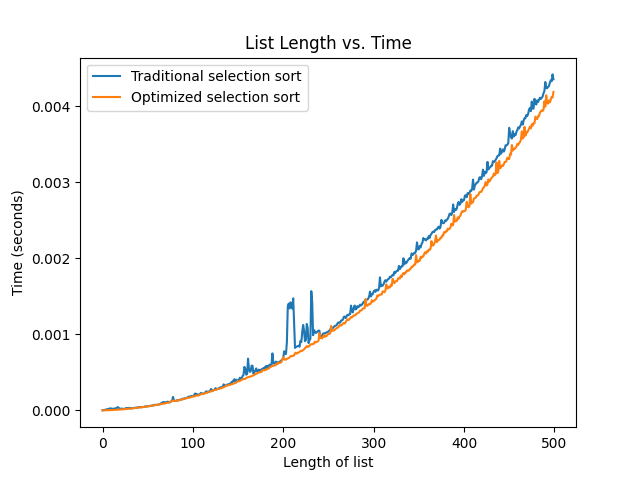 List Length vs. Time
Traditional selection sort
Optimized selection sort
0.004
0.003
0.002
0.001
0.000
Time (seconds)
0 100 200 300 400 500
Length of list